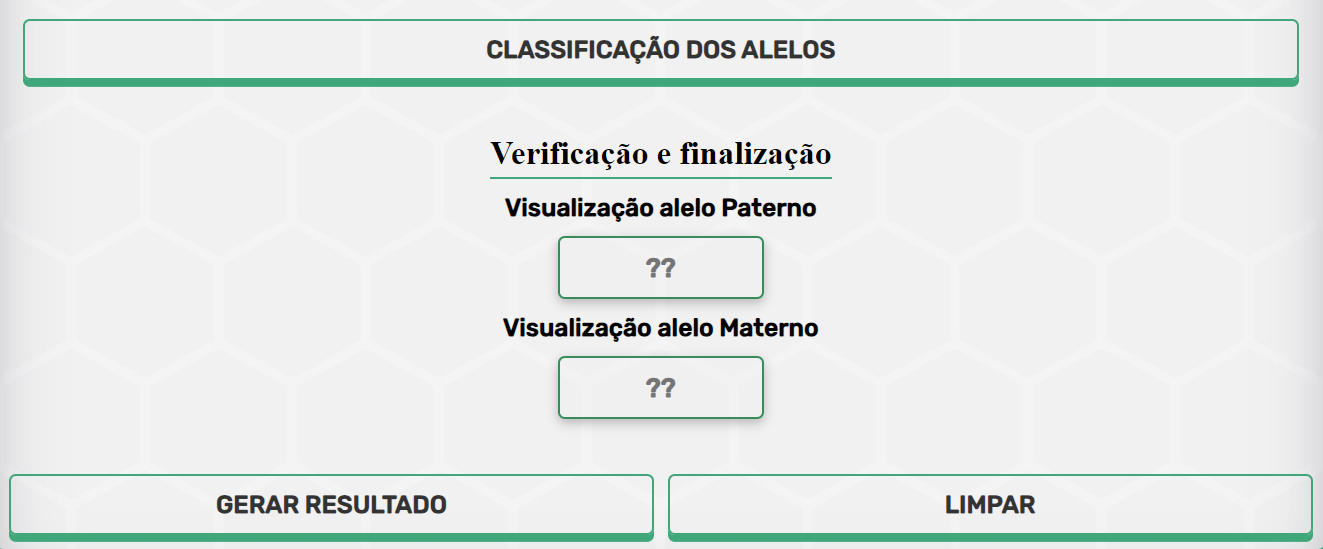 CLASSIFICAÇÃO DOS ALELOS
Verificação e finalização
Visualização alelo Paterno
??
Visualização alelo Materno
??
GERAR RESULTADO
LIMPAR